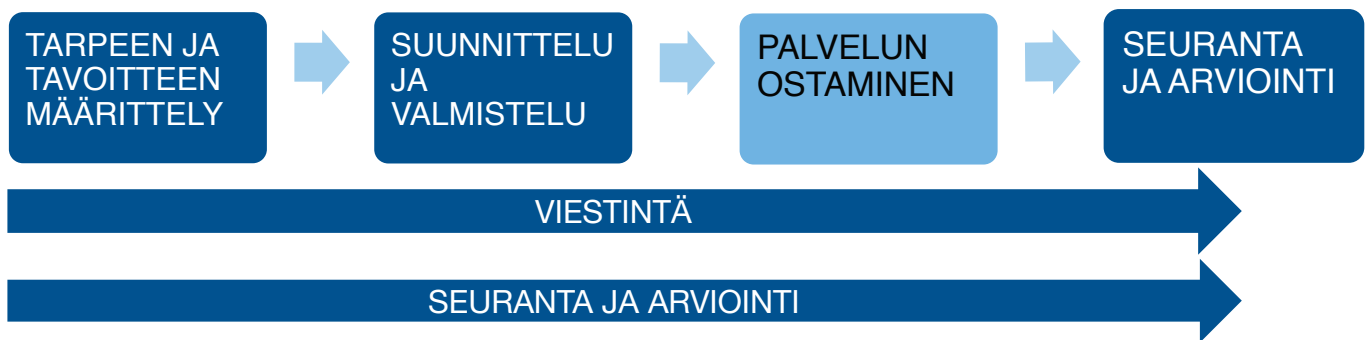 TARPEEN JA
TAVOITTEEN
MÄÄRITTELY
SUUNNITTELU
JA
VALMISTELU
PALVELUN
OSTAMINEN
SEURANTA
JA ARVIOINTI
VIESTINTÄ
SEURANTA JA ARVIOINTI